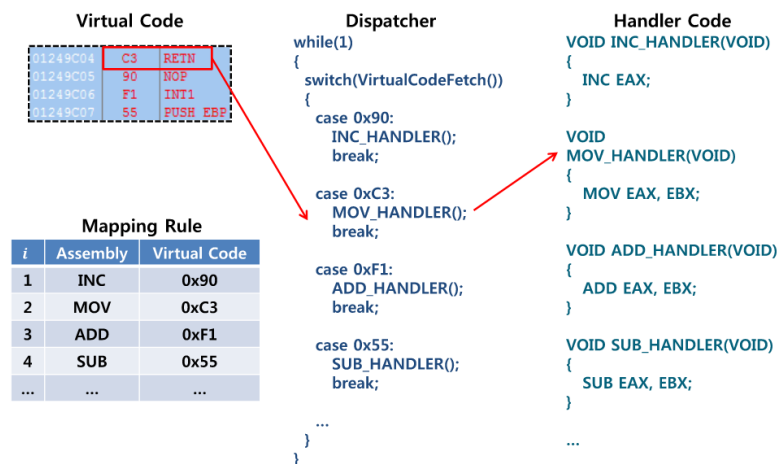 Virtual Code
01249C04 C3 RETN
01249C05 90 NOP
01249C06 F1 INT1
01249C07 55 PUSH EBP
Mapping Rule
i Assembly Virtual Code
1 INC 0x90
2 MOV 0xC3
3 ADD 0xF1
4 SUB 0x55
... ... ...
Dispatcher
while(1)
{
switch(VirtualCodeFetch())
{
case 0x90:
INC_HANDLER();
break;
case 0xC3:
MOV_HANDLER();
break;
case 0xF1:
ADD_HANDLER();
break;
case 0x55:
SUB_HANDLER();
break;
...
}
}
Handler Code
VOID INC_HANDLER(VOID)
{
INC EAX;
}
VOID
MOV_HANDLER(VOID)
{
MOV EAX, EBX;
}
VOID ADD_HANDLER(VOID)
{
ADD EAX, EBX;
}
VOID SUB_HANDLER(VOID)
{
SUB EAX, EBX;
}
...